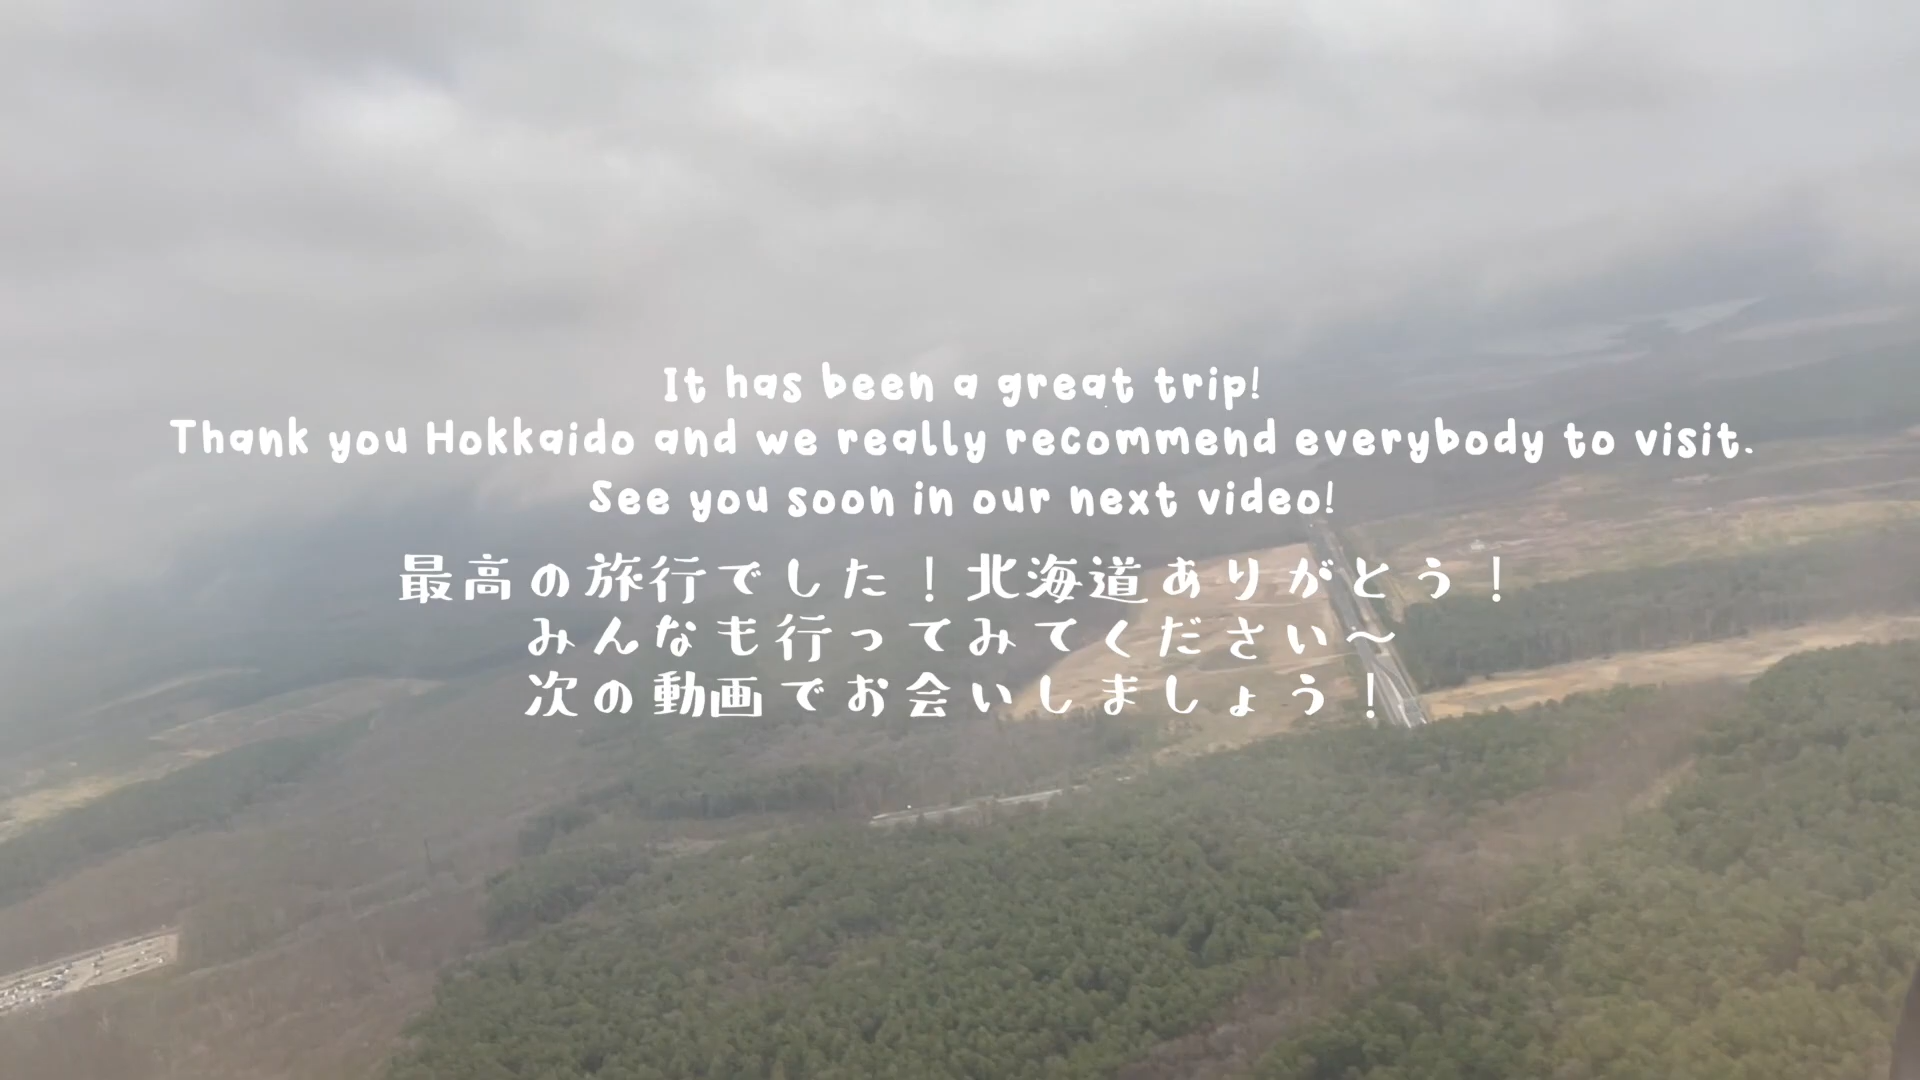 It has been a great trip!
Thank you Hokkaido and we really recommend everybody to visit.
See you soon in our next video!
最高の旅行でした！北海道ありがとう！
みんなも行ってみてください〜
次の動画でお会いしましょう！